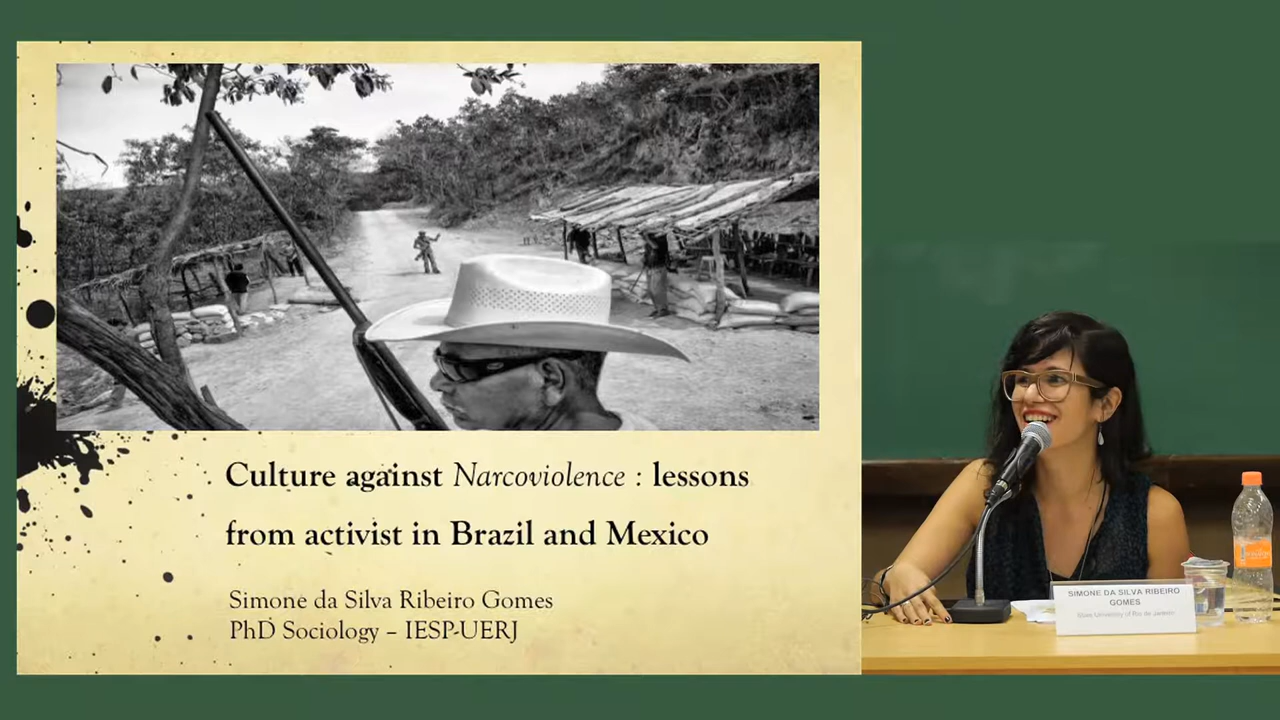 Culture against Narcoviolence : lessons
from activist in Brazil and Mexico
Simone da Silva Ribeiro Gomes
PhD Sociology – IESP-UERJ
SIMONE DA SILVA RIBEIRO
GOMES
State University of Rio de Janeiro